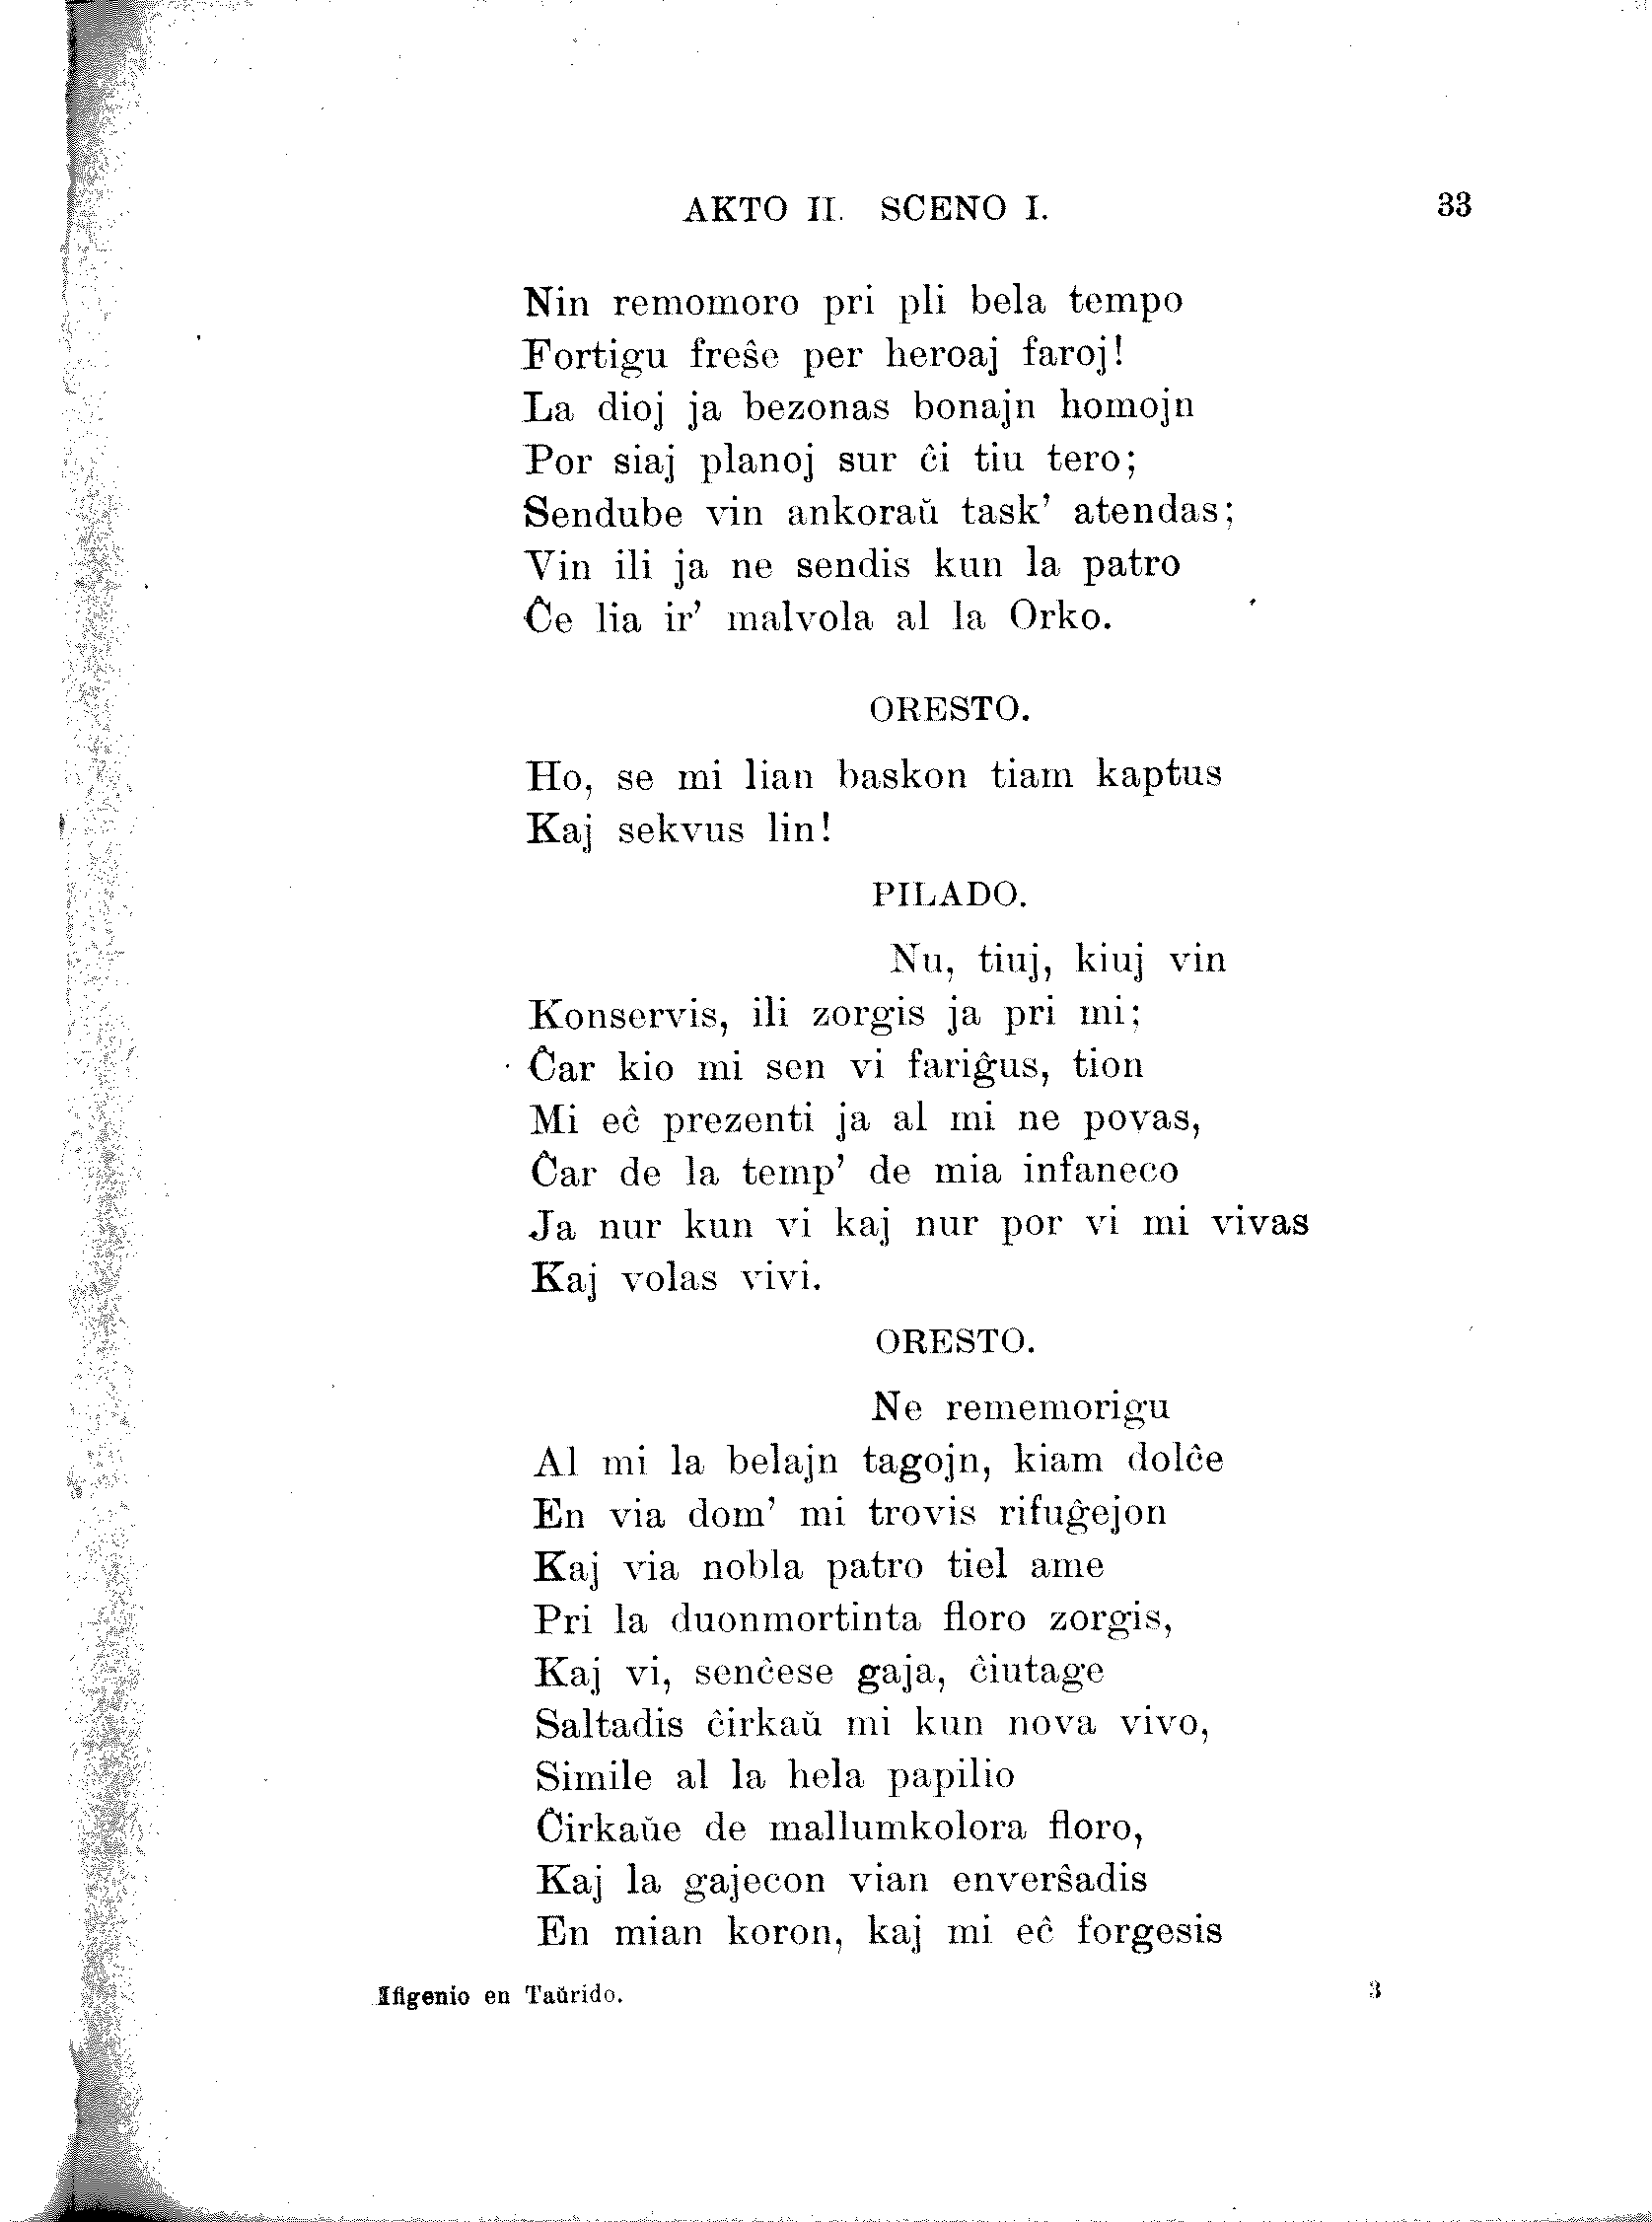 AKTO II. SCENO I. 33
Nin remomoro pri pli bela tempo
Fortigu freŝe per heroaj faroj!
La dioj ja bezonas bonajn homojn
Por siaj planoj sur ĉi tiu tero;
Sendube vin ankoraŭ task’ atendas;
Vin ili ja ne sendis kun la patro
Ĉe lia ir’ malvola al la Orko.
ORESTO.
Ho, se mi lian baskon tiam kaptus
Kaj sekvus lin!
PILADO.
Nu, tiuj, kiuj vin
Konservis, ili zorgis ja pri mi;
Ĉar kio mi sen vi fariĝus, tion
Mi eĉ prezenti ja al mi ne povas,
Ĉar de la temp’ de mia infaneco
Ja nur kun vi kaj nur por vi mi vivas
Kaj volas vivi.
ORESTO.
Ne rememorigu
Al mi la belajn tagojn, kiam dolĉe
En via dom’ mi trovis rifuĝejon
Kaj via nobla patro tiel ame
Pri la duonmortinta floro zorgis,
Kaj vi, senĉese gaja, ĉiutage
Saltadis ĉirkaŭ mi kun nova vivo,
Simile al la hela papilio
Ĉirkaŭe de mallumkolora floro,
Kaj la gajecon vian enverŝadis
En mian koron, kaj mi eĉ forgesis
Ifigenio en Taŭrido. 3